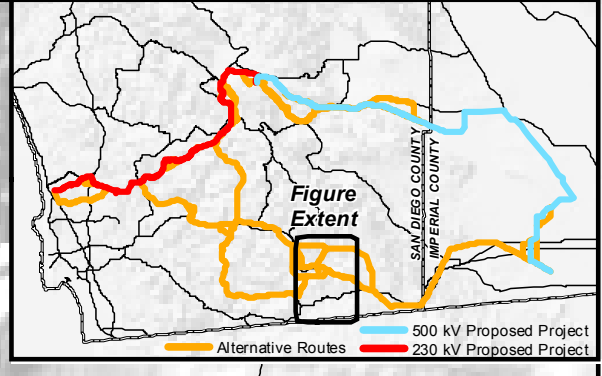 SAN DIEGO COUNTY
IMPERIAL COUNTY
Figure
Extent
500 kV Proposed Project
Alternative Routes
230 kV Proposed Project